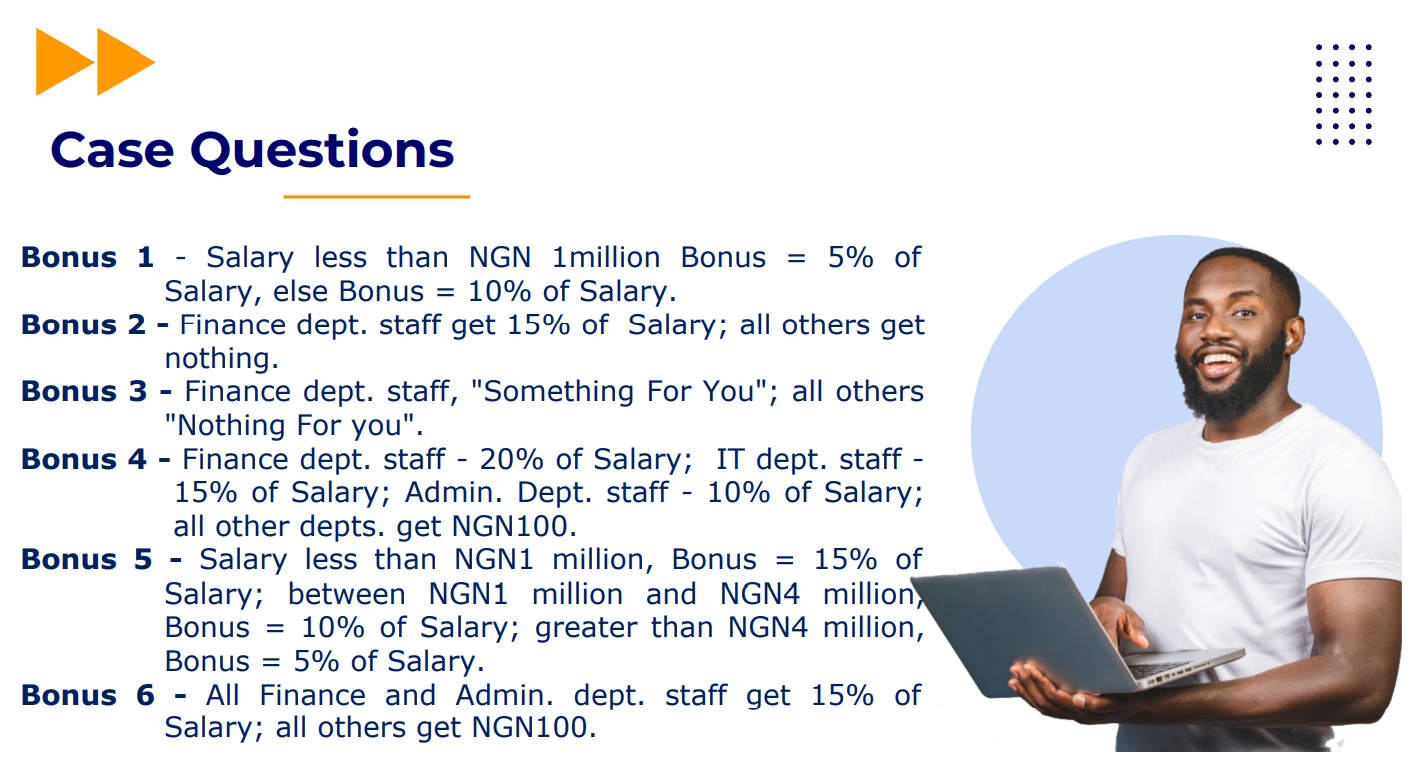 Case Questions
Bonus 1 - Salary less than NGN 1million Bonus = 5% of
Salary, else Bonus = 10% of Salary.
Bonus 2 - Finance dept. staff get 15% of Salary; all others get
nothing.
Bonus 3 - Finance dept. staff, "Something For You"; all others
"Nothing For you".
Bonus 4 - Finance dept. staff - 20% of Salary; IT dept. staff -
15% of Salary; Admin. Dept. staff - 10% of Salary;
all other depts. get NGN100.
Bonus 5 - Salary less than NGN1 million, Bonus = 15% of
Salary; between NGN1 million and NGN4 million,
Bonus = 10% of Salary; greater than NGN4 million,
Bonus = 5% of Salary.
Bonus 6 - All Finance and Admin. dept. staff get 15% of
Salary; all others get NGN100.